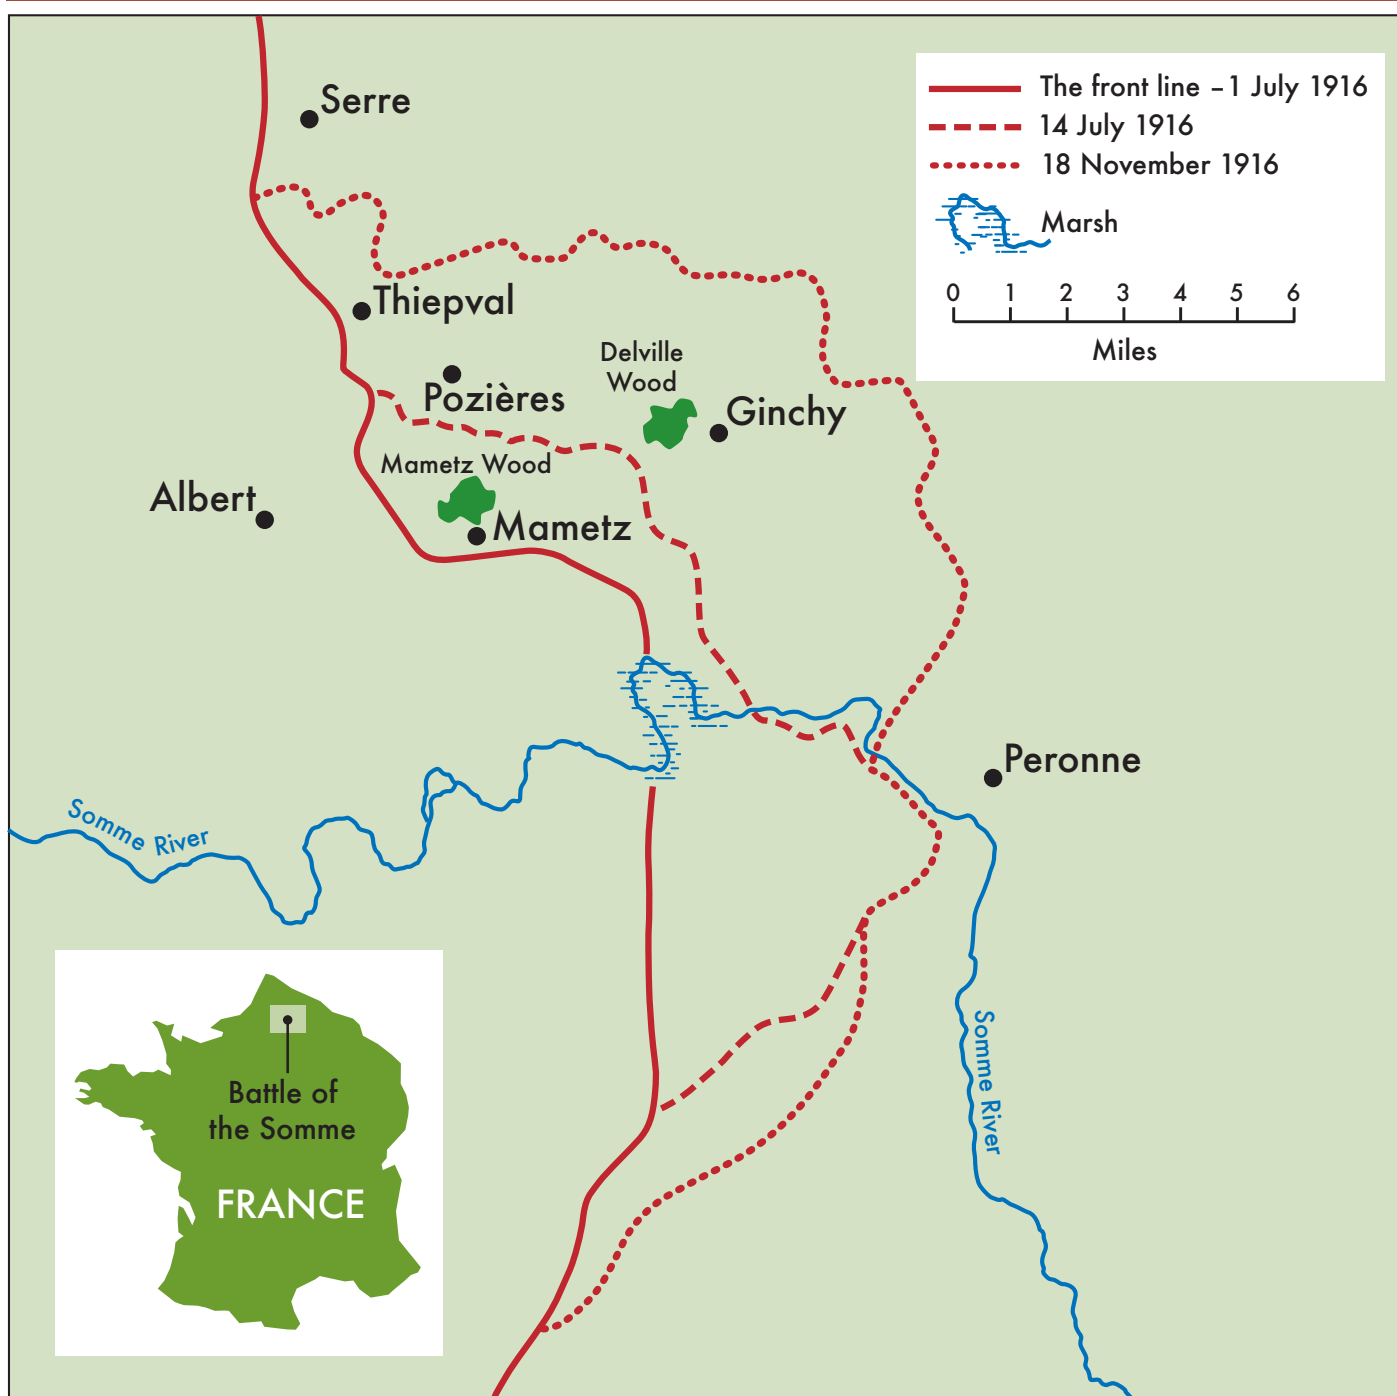 Serre
The front line – 1 July 1916
14 July 1916
18 November 1916
Marsh
0 1 2 3 4 5 6
Miles
Thiepval
Delville
Wood
Pozières
Ginchy
Mametz Wood
Albert
Mametz
Peronne
Somme River
Somme River
Battle of
the Somme
FRANCE